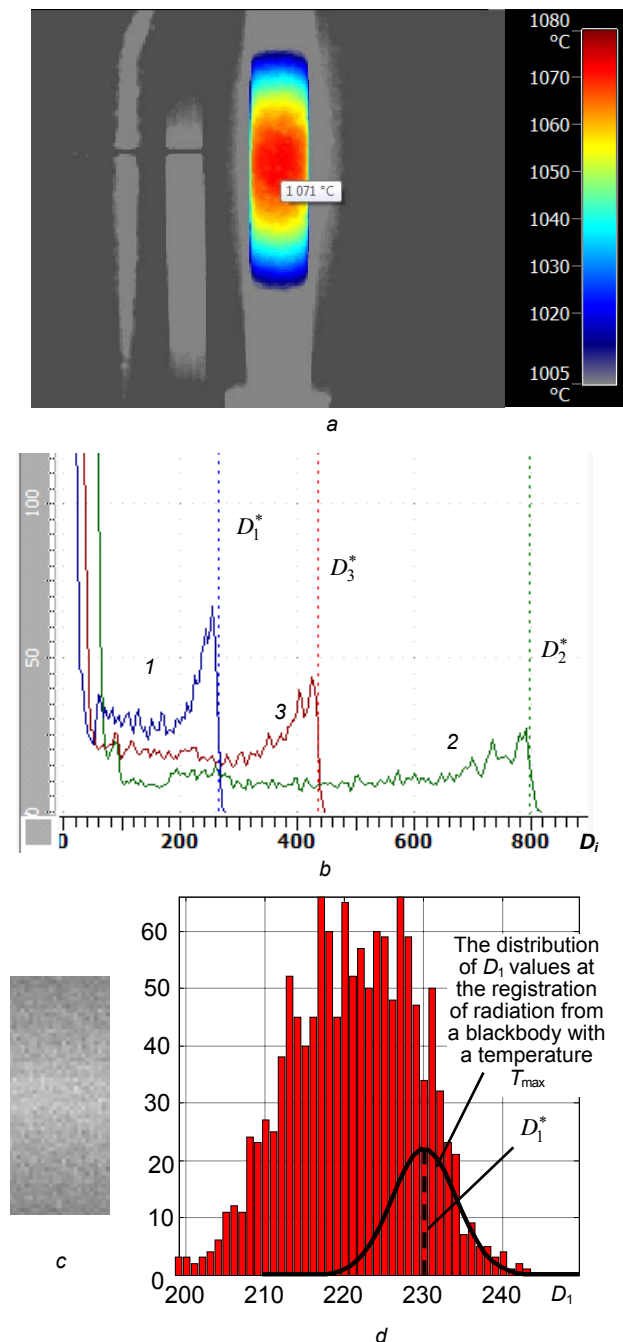 1080
°C
1070
1060
1050
1040
1030
1020
1005
°C
1 071 °C
a
100
50
0
D₁*
D₃*
D₂*
1
3
2
0 200 400 600 800 Dᵢ
b
60
50
40
30
20
10
0
The distribution
of D₁ values at
the registration
of radiation from
a blackbody with
a temperature
Tmax
D₁*
200 210 220 230 240 D₁
c
d